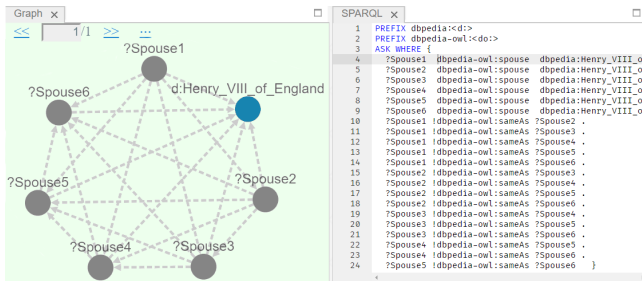 Graph
SPARQL
<< 1/1 >> ...
?Spouse1
?Spouse6
d:Henry_VIII_of_England
?Spouse5
?Spouse2
?Spouse4
?Spouse3
1 PREFIX dbpedia:<d:>
2 PREFIX dbpedia-owl:<do:>
3 ASK WHERE {
4 ?Spouse1 dbpedia-owl:spouse dbpedia:Henry_VIII_o
5 ?Spouse2 dbpedia-owl:spouse dbpedia:Henry_VIII_o
6 ?Spouse3 dbpedia-owl:spouse dbpedia:Henry_VIII_o
7 ?Spouse4 dbpedia-owl:spouse dbpedia:Henry_VIII_o
8 ?Spouse5 dbpedia-owl:spouse dbpedia:Henry_VIII_o
9 ?Spouse6 dbpedia-owl:spouse dbpedia:Henry_VIII_o
10 ?Spouse1 !dbpedia-owl:sameAs ?Spouse2 .
11 ?Spouse1 !dbpedia-owl:sameAs ?Spouse3 .
12 ?Spouse1 !dbpedia-owl:sameAs ?Spouse4 .
13 ?Spouse1 !dbpedia-owl:sameAs ?Spouse5 .
14 ?Spouse1 !dbpedia-owl:sameAs ?Spouse6 .
15 ?Spouse2 !dbpedia-owl:sameAs ?Spouse3 .
16 ?Spouse2 !dbpedia-owl:sameAs ?Spouse4 .
17 ?Spouse2 !dbpedia-owl:sameAs ?Spouse5 .
18 ?Spouse2 !dbpedia-owl:sameAs ?Spouse6 .
19 ?Spouse3 !dbpedia-owl:sameAs ?Spouse4 .
20 ?Spouse3 !dbpedia-owl:sameAs ?Spouse5 .
21 ?Spouse3 !dbpedia-owl:sameAs ?Spouse6 .
22 ?Spouse4 !dbpedia-owl:sameAs ?Spouse5 .
23 ?Spouse4 !dbpedia-owl:sameAs ?Spouse6 .
24 ?Spouse5 !dbpedia-owl:sameAs ?Spouse6 }